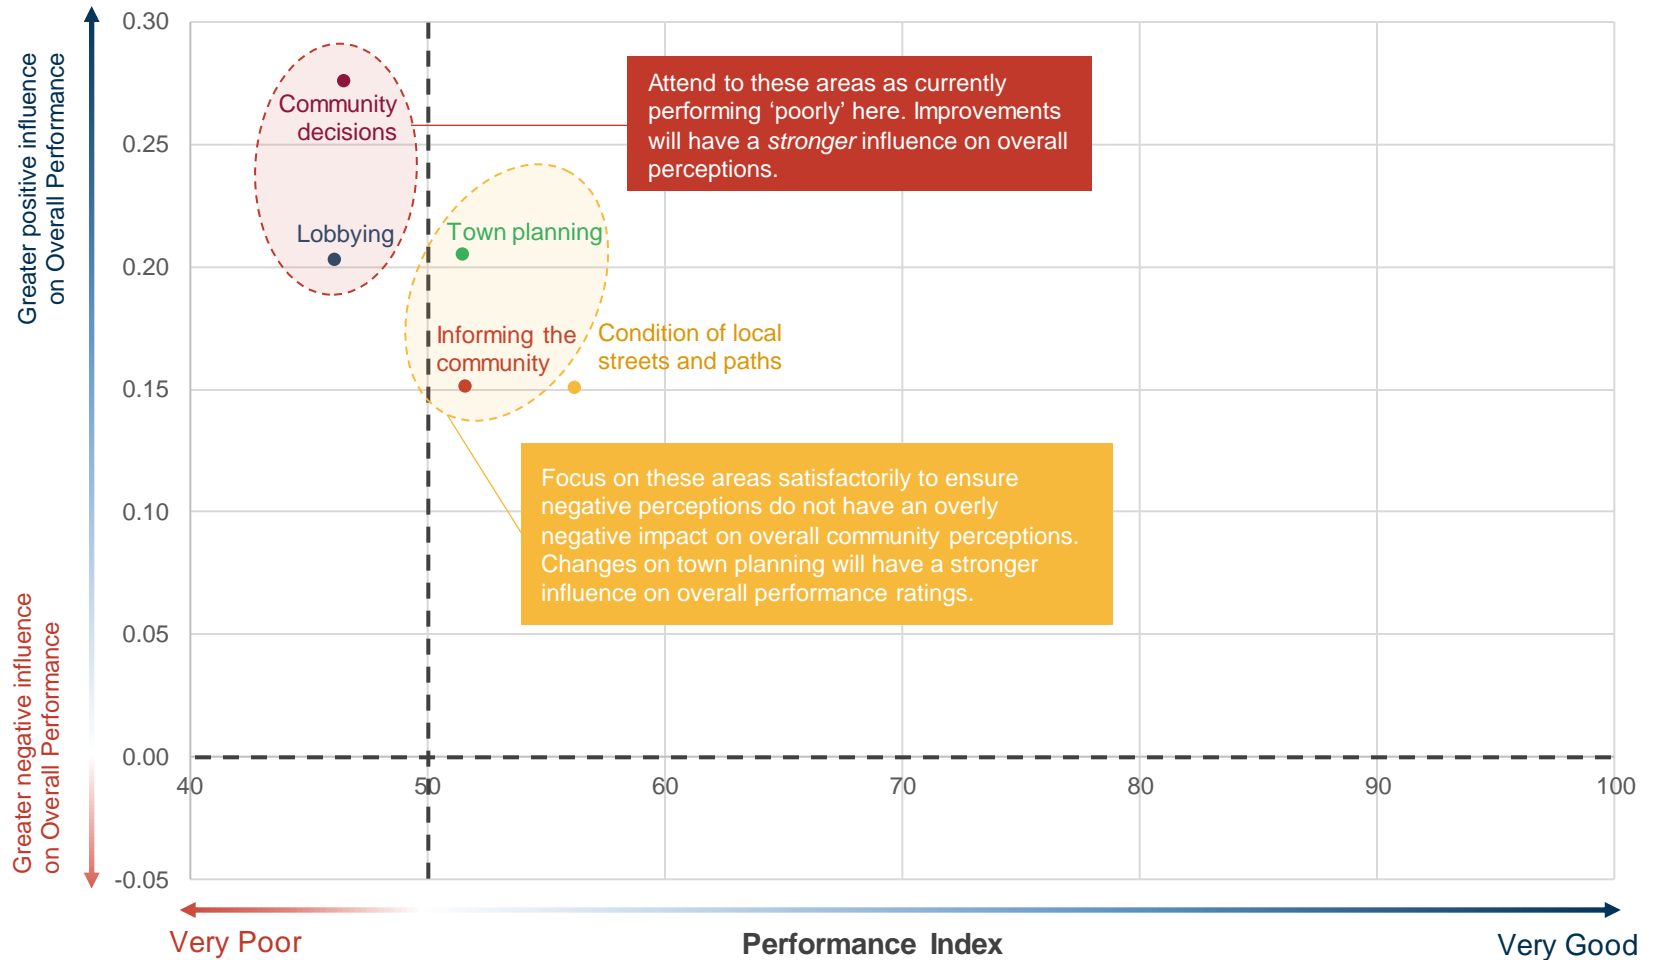 Greater positive influence
on Overall Performance
Greater negative influence
on Overall Performance
0.30
0.25
0.20
0.15
0.10
0.05
0.00
-0.05
Community
decisions
Lobbying
Attend to these areas as currently
performing ‘poorly’ here. Improvements
will have a stronger influence on overall
perceptions.
Town planning
Informing the
community
Condition of local
streets and paths
Focus on these areas satisfactorily to ensure
negative perceptions do not have an overly
negative impact on overall community perceptions.
Changes on town planning will have a stronger
influence on overall performance ratings.
40
50
60
70
80
90
100
Very Poor
Performance Index
Very Good